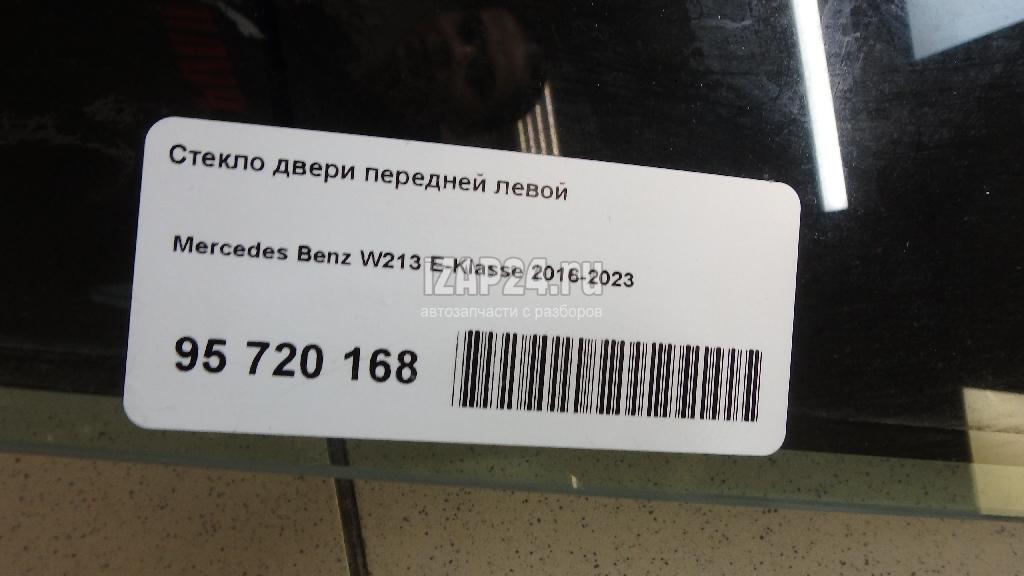 Стекло двери передней левой
Mercedes Benz W213 E-Klasse 2016-2023
IZAP24.ru
автозапчасти с разборов
95 720 168